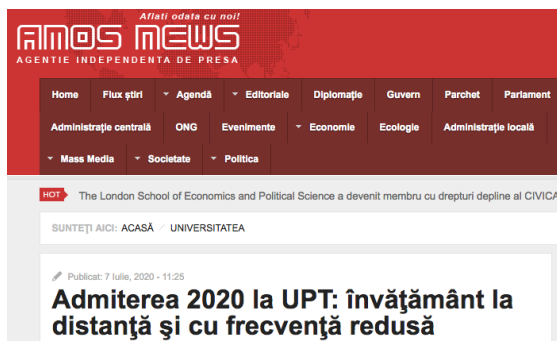 Aflati odata cu noi!
AMOS NEWS
AGENTIE INDEPENDENTA DE PRESA
Home Flux știri Agendă Editoriale Diplomație Guvern Parchet Parlament
Administrație centrală ONG Evenimente Economie Ecologie Administrație locală
Mass Media Societate Politica
HOT The London School of Economics and Political Science a devenit membru cu drepturi depline al CIVICA
SUNTEȚI AICI: ACASĂ / UNIVERSITATEA
Publicat: 7 Iulie, 2020 - 11:25
Admiterea 2020 la UPT: învăţământ la
distanţă şi cu frecvenţă redusă